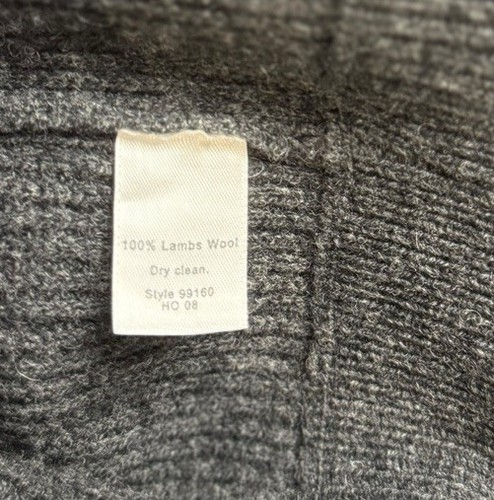 100% Lambs Wool
Dry clean.
Style 99160
HO 08